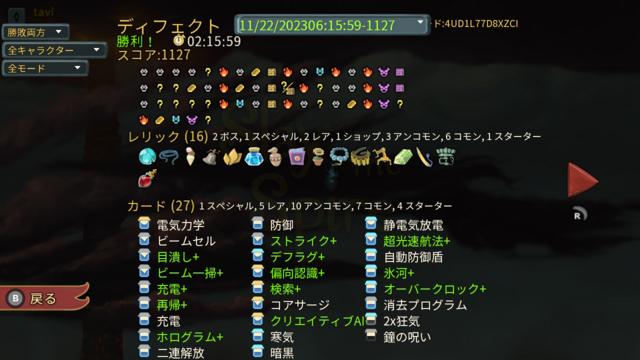 tavi
ディフェクト
11/22/202306:15:59-1127
ド:4UD1L77D8XZCI
勝敗両方
勝利！ 02:15:59
全キャラクター
スコア:1127
全モード
レリック (16) 2 ボス, 1 スペシャル, 2 レア, 1 ショップ, 3 アンコモン, 6 コモン, 1 スターター
R
カード (27) 1 スペシャル, 5 レア, 10 アンコモン, 7 コモン, 4 スターター
電気力学 防御 静電気放電
ビームセル ストライク+ 超光速航法+
目潰し+ デフラグ+ 自動防御盾
ビーム一掃+ 偏向認識+ 氷河+
充電+ 検索+ オーバークロック+
B 戻る
再帰+ コアサージ 消去プログラム
充電 クリエイティブAI 2x狂気
ホログラム+ 寒気 鐘の呪い
二連解放 暗黒